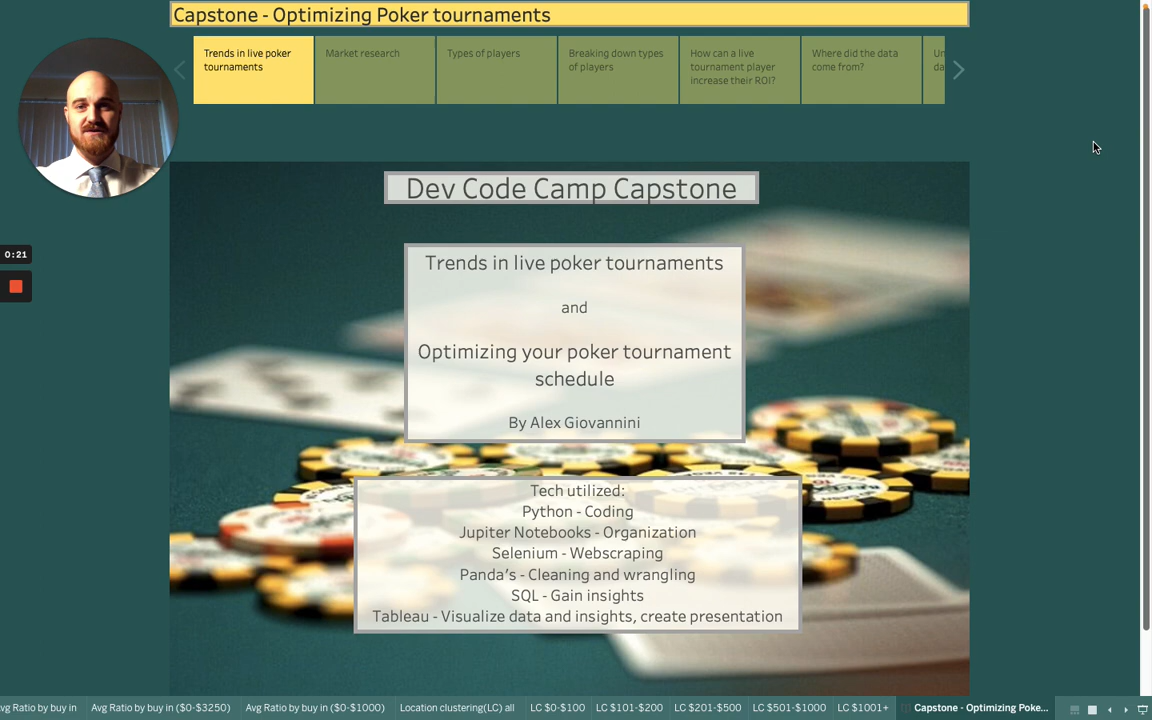 Capstone - Optimizing Poker tournaments
Trends in live poker
tournaments
Market research
Types of players
Breaking down types
of players
How can a live
tournament player
increase their ROI?
Where did the data
come from?
0:21
Dev Code Camp Capstone
Trends in live poker tournaments
and
Optimizing your poker tournament
schedule
By Alex Giovannini
Tech utilized:
Python - Coding
Jupiter Notebooks - Organization
Selenium - Webscraping
Panda's - Cleaning and wrangling
SQL - Gain insights
Tableau - Visualize data and insights, create presentation
vg Ratio by buy in Avg Ratio by buy in ($0-$3250) Avg Ratio by buy in ($0-$1000) Location clustering(LC) all LC $0-$100 LC $101-$200 LC $201-$500 LC $501-$1000 LC $1001+ Capstone - Optimizing Poke...